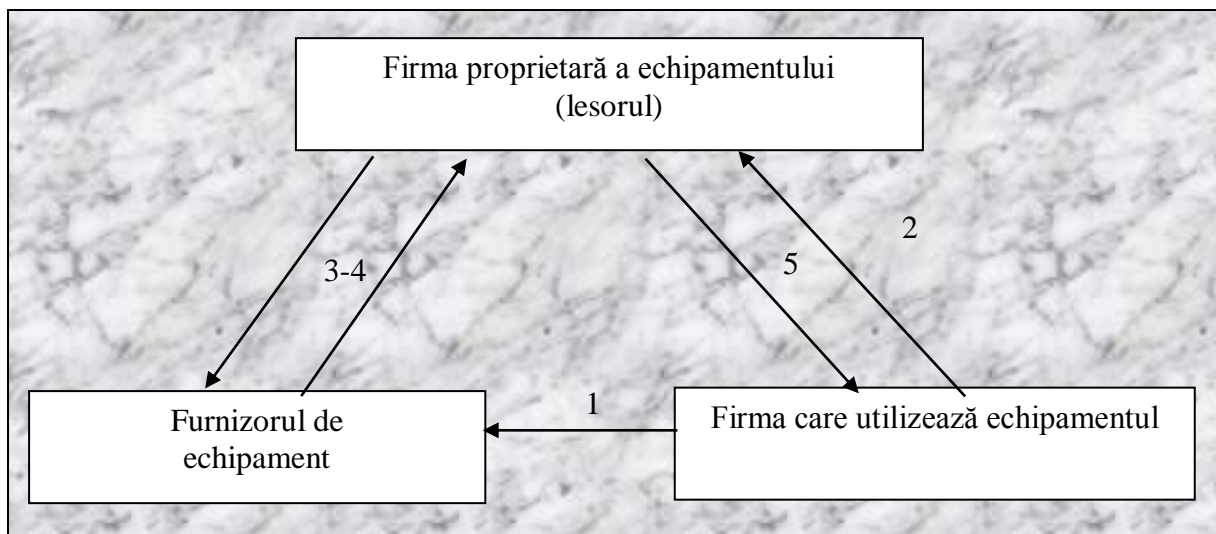 Firma proprietară a echipamentului
(lesorul)
2
5
3-4
1
Furnizorul de
echipament
Firma care utilizează echipamentul